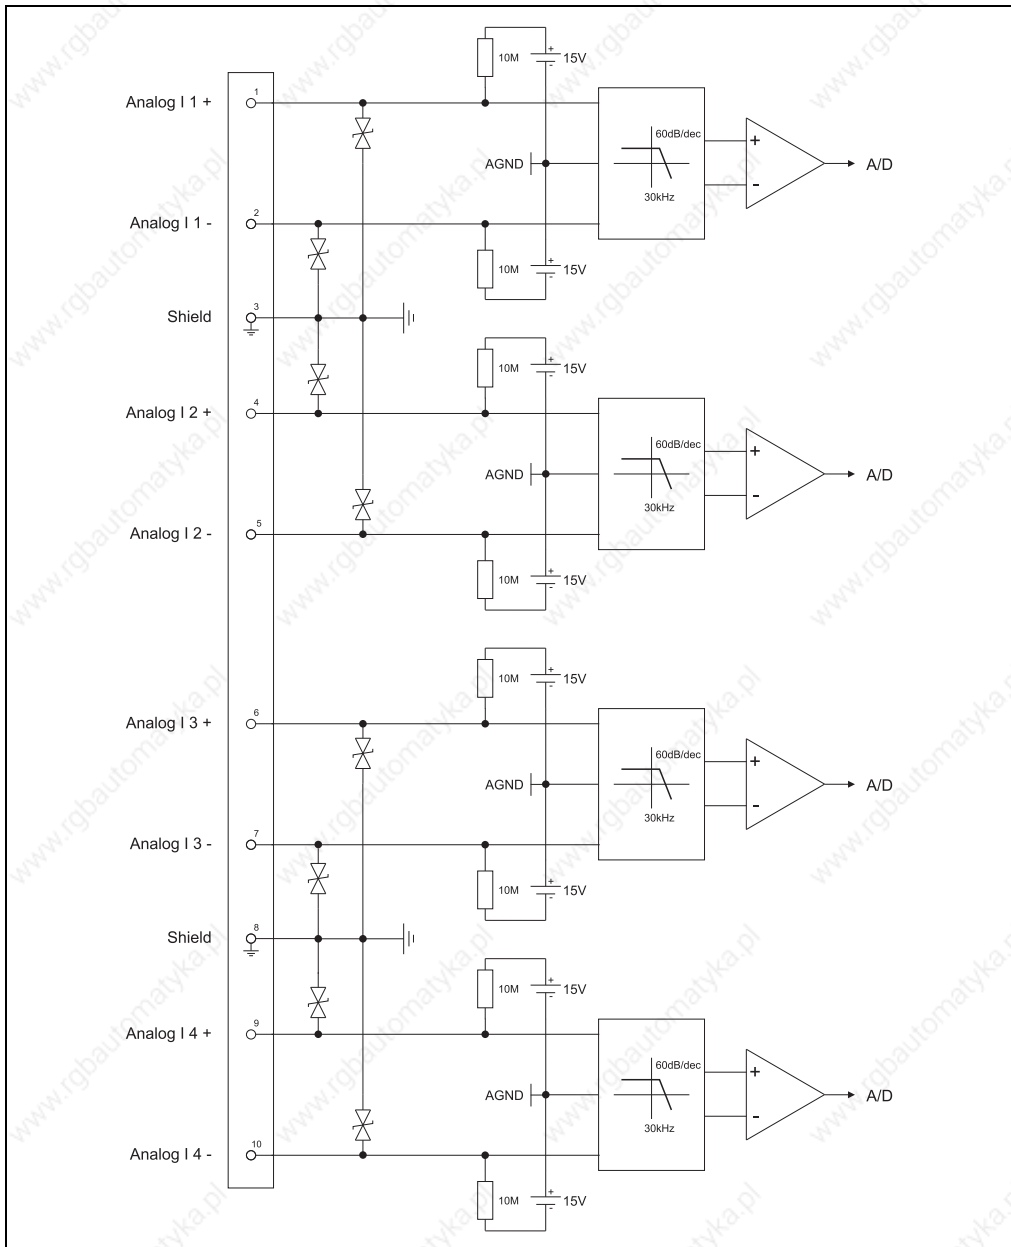 10M
+
-
15V
Analog I 1 +
1
60dB/dec
+
-
AGND
A/D
30kHz
Analog I 1 -
2
10M
+
-
15V
Shield
3
10M
+
-
15V
Analog I 2 +
4
60dB/dec
+
-
AGND
A/D
30kHz
Analog I 2 -
5
10M
+
-
15V
10M
+
-
15V
Analog I 3 +
6
60dB/dec
+
-
AGND
A/D
30kHz
Analog I 3 -
7
10M
+
-
15V
Shield
8
10M
+
-
15V
Analog I 4 +
9
60dB/dec
+
-
AGND
A/D
30kHz
Analog I 4 -
10
10M
+
-
15V
www.rgbautomatyka.pl